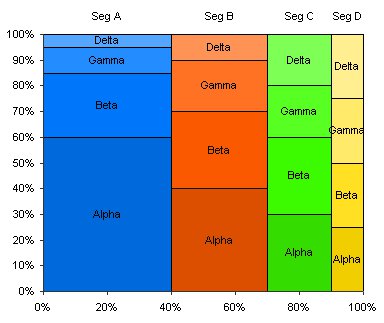 Seg A Seg B Seg C Seg D
100%
90%
80%
70%
60%
50%
40%
30%
20%
10%
0%
Delta
Gamma
Beta
Alpha
Delta
Gamma
Beta
Alpha
Delta
Gamma
Beta
Alpha
Delta
Gamma
Beta
Alpha
0% 20% 40% 60% 80% 100%